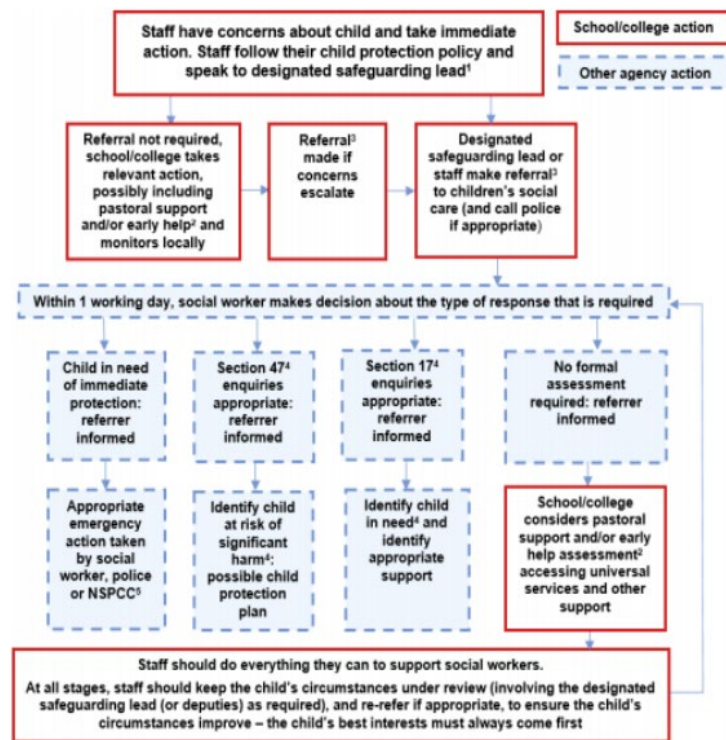 Staff have concerns about child and take immediate
action. Staff follow their child protection policy and
speak to designated safeguarding lead¹
School/college action
Other agency action
Referral not required,
school/college takes
relevant action,
possibly including
pastoral support
and/or early help² and
monitors locally
Referral³
made if
concerns
escalate
Designated
safeguarding lead or
staff make referral³
to children's social
care (and call police
if appropriate)
Within 1 working day, social worker makes decision about the type of response that is required
Child in need
of immediate
protection:
referrer
informed
Section 47⁴
enquiries
appropriate:
referrer
informed
Section 17⁴
enquiries
appropriate:
referrer
informed
No formal
assessment
required: referrer
informed
Appropriate
emergency
action taken
by social
worker, police
or NSPCC⁵
Identify child
at risk of
significant
harm⁴:
possible child
protection
plan
Identify child
in need⁴ and
identify
appropriate
support
School/college
considers pastoral
support and/or early
help assessment²
accessing universal
services and other
support
Staff should do everything they can to support social workers.
At all stages, staff should keep the child's circumstances under review (involving the designated
safeguarding lead (or deputies) as required), and re-refer if appropriate, to ensure the child's
circumstances improve – the child's best interests must always come first